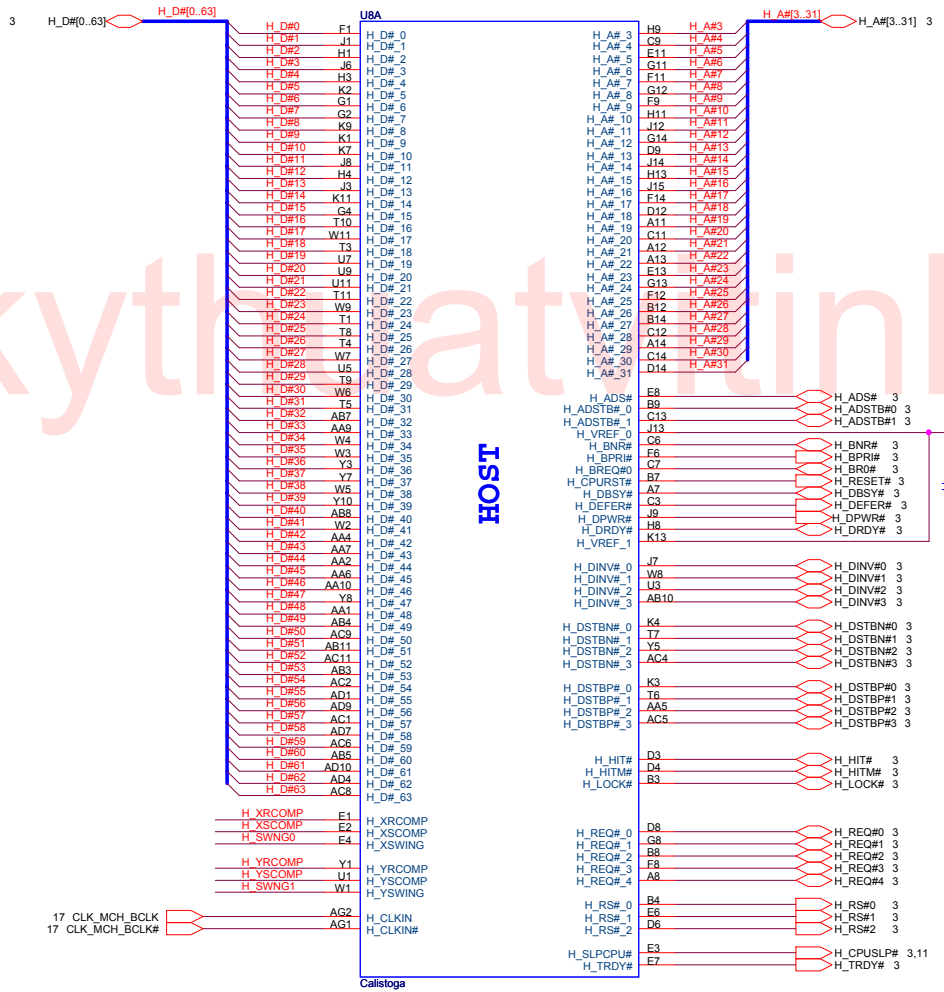 3 H_D#[0..63] H_D#[0..63]
U8A
H_D#0 F1 H_D#_0
H_D#1 J1 H_D#_1
H_D#2 H1 H_D#_2
H_D#3 J6 H_D#_3
H_D#4 H3 H_D#_4
H_D#5 K2 H_D#_5
H_D#6 G1 H_D#_6
H_D#7 G2 H_D#_7
H_D#8 K9 H_D#_8
H_D#9 K1 H_D#_9
H_D#10 K7 H_D#_10
H_D#11 J8 H_D#_11
H_D#12 H4 H_D#_12
H_D#13 J3 H_D#_13
H_D#14 K11 H_D#_14
H_D#15 G4 H_D#_15
H_D#16 T10 H_D#_16
H_D#17 W11 H_D#_17
H_D#18 T3 H_D#_18
H_D#19 U7 H_D#_19
H_D#20 U9 H_D#_20
H_D#21 U11 H_D#_21
H_D#22 T11 H_D#_22
H_D#23 W9 H_D#_23
H_D#24 T1 H_D#_24
H_D#25 T8 H_D#_25
H_D#26 T4 H_D#_26
H_D#27 W7 H_D#_27
H_D#28 U5 H_D#_28
H_D#29 T9 H_D#_29
H_D#30 W6 H_D#_30
H_D#31 T5 H_D#_31
H_D#32 AB7 H_D#_32
H_D#33 AA9 H_D#_33
H_D#34 W4 H_D#_34
H_D#35 W3 H_D#_35
H_D#36 Y3 H_D#_36
H_D#37 Y7 H_D#_37
H_D#38 W5 H_D#_38
H_D#39 Y10 H_D#_39
H_D#40 AB8 H_D#_40
H_D#41 W2 H_D#_41
H_D#42 AA4 H_D#_42
H_D#43 AA7 H_D#_43
H_D#44 AA2 H_D#_44
H_D#45 AA6 H_D#_45
H_D#46 AA10 H_D#_46
H_D#47 Y8 H_D#_47
H_D#48 AA1 H_D#_48
H_D#49 AB4 H_D#_49
H_D#50 AC9 H_D#_50
H_D#51 AB11 H_D#_51
H_D#52 AC11 H_D#_52
H_D#53 AB3 H_D#_53
H_D#54 AC2 H_D#_54
H_D#55 AD1 H_D#_55
H_D#56 AD9 H_D#_56
H_D#57 AC1 H_D#_57
H_D#58 AD7 H_D#_58
H_D#59 AC6 H_D#_59
H_D#60 AB5 H_D#_60
H_D#61 AD10 H_D#_61
H_D#62 AD4 H_D#_62
H_D#63 AC8 H_D#_63
H_XRCOMP E1 H_XRCOMP
H_XSCOMP E2 H_XSCOMP
H_SWNG0 E4 H_XSWING
H_YRCOMP Y1 H_YRCOMP
H_YSCOMP U1 H_YSCOMP
H_SWNG1 W1 H_YSWING
17 CLK_MCH_BCLK AG2 H_CLKIN
17 CLK_MCH_BCLK# AG1 H_CLKIN#
Calistoga
HOST
kythuatvitinh
H_A#[3..31] H_A#[3..31] 3
H_A#_3 H9 H_A#3
H_A#_4 C9 H_A#4
H_A#_5 E11 H_A#5
H_A#_6 G11 H_A#6
H_A#_7 F11 H_A#7
H_A#_8 G12 H_A#8
H_A#_9 F9 H_A#9
H_A#_10 H11 H_A#10
H_A#_11 J12 H_A#11
H_A#_12 G14 H_A#12
H_A#_13 D9 H_A#13
H_A#_14 J14 H_A#14
H_A#_15 H13 H_A#15
H_A#_16 J15 H_A#16
H_A#_17 F14 H_A#17
H_A#_18 D12 H_A#18
H_A#_19 A11 H_A#19
H_A#_20 C11 H_A#20
H_A#_21 A12 H_A#21
H_A#_22 A13 H_A#22
H_A#_23 E13 H_A#23
H_A#_24 G13 H_A#24
H_A#_25 F12 H_A#25
H_A#_26 B12 H_A#26
H_A#_27 B14 H_A#27
H_A#_28 C12 H_A#28
H_A#_29 A14 H_A#29
H_A#_30 C14 H_A#30
H_A#_31 D14 H_A#31
H_ADS# E8 H_ADS# 3
H_ADSTB#_0 B9 H_ADSTB#0 3
H_ADSTB#_1 C13 H_ADSTB#1 3
H_VREF_0 J13
H_BNR# C6 H_BNR# 3
H_BPRI# F6 H_BPRI# 3
H_BREQ#0 C7 H_BR0# 3
H_CPURST# B7 H_RESET# 3
H_DBSY# A7 H_DBSY# 3
H_DEFER# C3 H_DEFER# 3
H_DPWR# J9 H_DPWR# 3
H_DRDY# H8 H_DRDY# 3
H_VREF_1 K13
H_DINV#_0 J7 H_DINV#0 3
H_DINV#_1 W8 H_DINV#1 3
H_DINV#_2 U3 H_DINV#2 3
H_DINV#_3 AB10 H_DINV#3 3
H_DSTBN#_0 K4 H_DSTBN#0 3
H_DSTBN#_1 T7 H_DSTBN#1 3
H_DSTBN#_2 Y5 H_DSTBN#2 3
H_DSTBN#_3 AC4 H_DSTBN#3 3
H_DSTBP#_0 K3 H_DSTBP#0 3
H_DSTBP#_1 T6 H_DSTBP#1 3
H_DSTBP#_2 AA5 H_DSTBP#2 3
H_DSTBP#_3 AC5 H_DSTBP#3 3
H_HIT# D3 H_HIT# 3
H_HITM# D4 H_HITM# 3
H_LOCK# B3 H_LOCK# 3
H_REQ#_0 D8 H_REQ#0 3
H_REQ#_1 G8 H_REQ#1 3
H_REQ#_2 B8 H_REQ#2 3
H_REQ#_3 F8 H_REQ#3 3
H_REQ#_4 A8 H_REQ#4 3
H_RS#_0 B4 H_RS#0 3
H_RS#_1 E6 H_RS#1 3
H_RS#_2 D6 H_RS#2 3
H_SLPCPU# E3 H_CPUSLP# 3,11
H_TRDY# E7 H_TRDY# 3